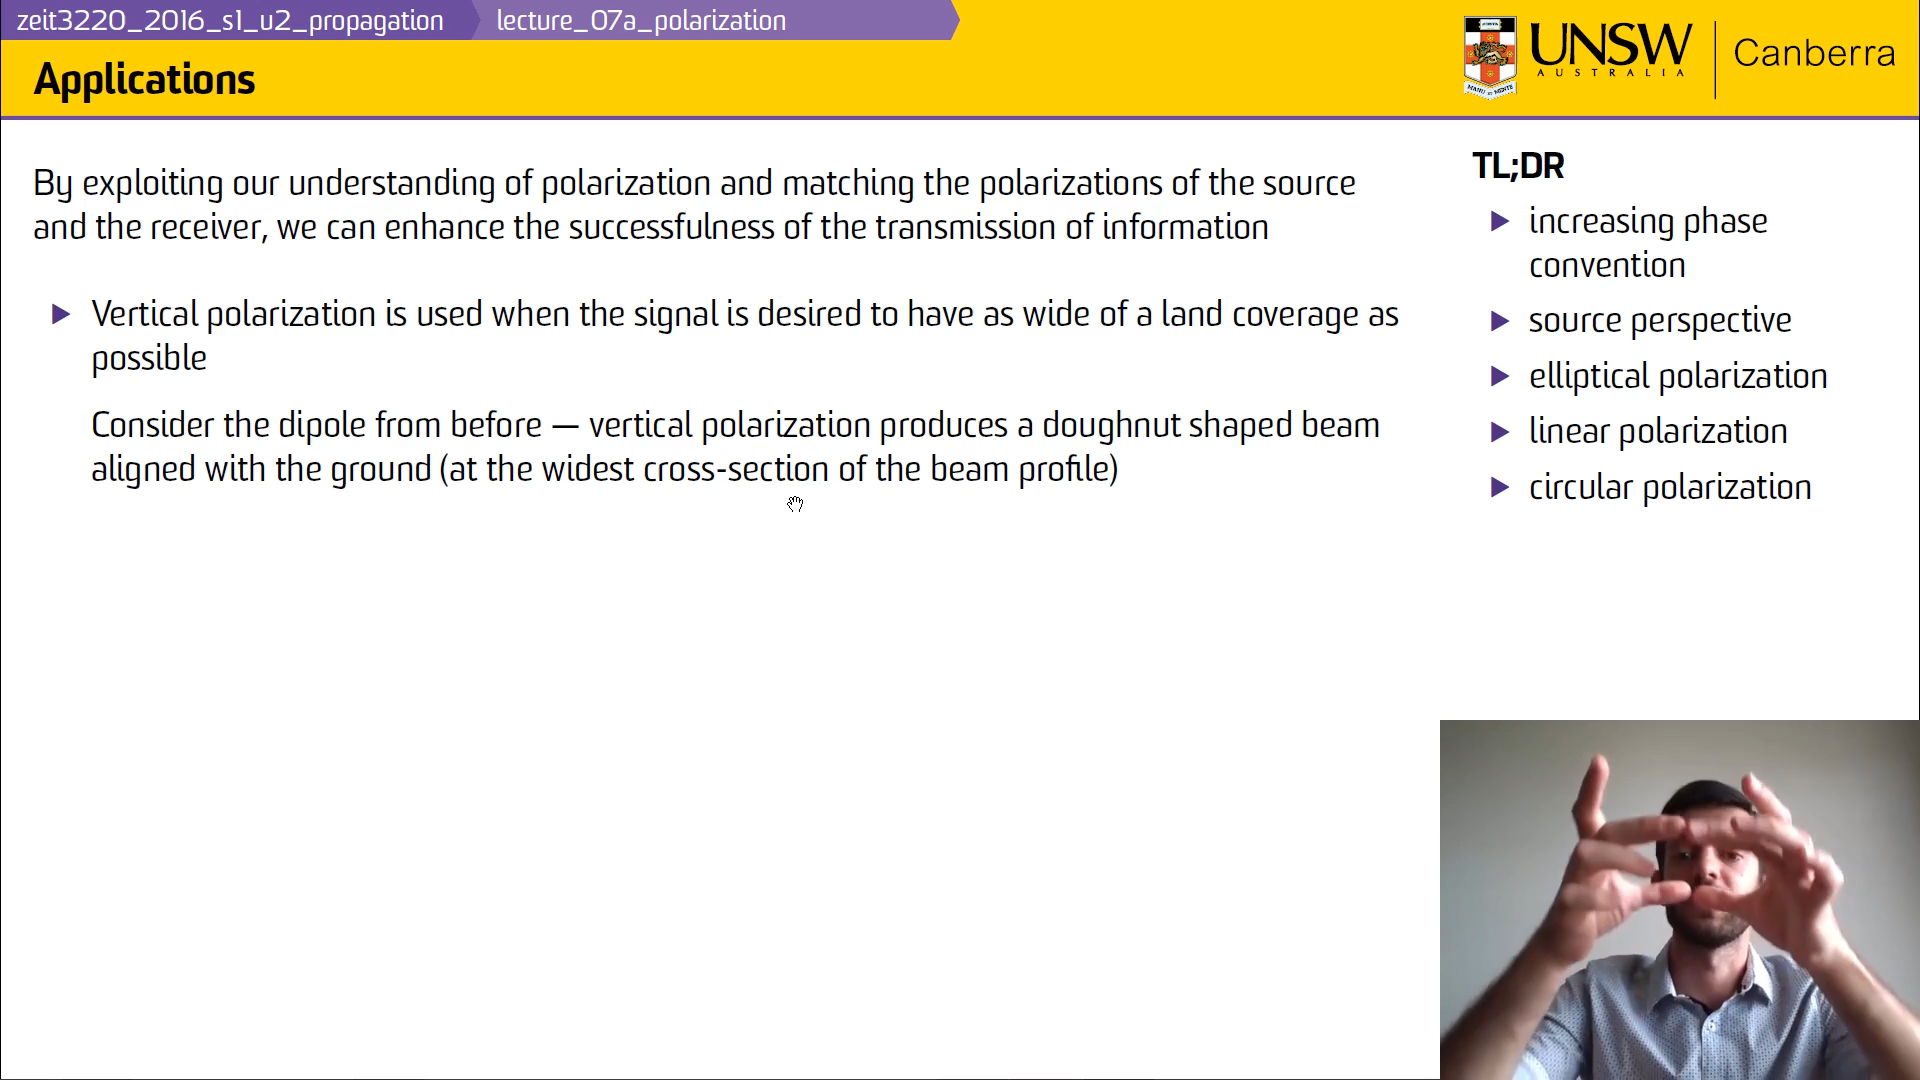 zeit3220_2016_s1_u2_propagation
lecture_07a_polarization
Applications
UNSW
AUSTRALIA
Canberra
MANU ET MENTE
By exploiting our understanding of polarization and matching the polarizations of the source
and the receiver, we can enhance the successfulness of the transmission of information
Vertical polarization is used when the signal is desired to have as wide of a land coverage as
possible
Consider the dipole from before — vertical polarization produces a doughnut shaped beam
aligned with the ground (at the widest cross-section of the beam profile)
TL;DR
increasing phase
convention
source perspective
elliptical polarization
linear polarization
circular polarization